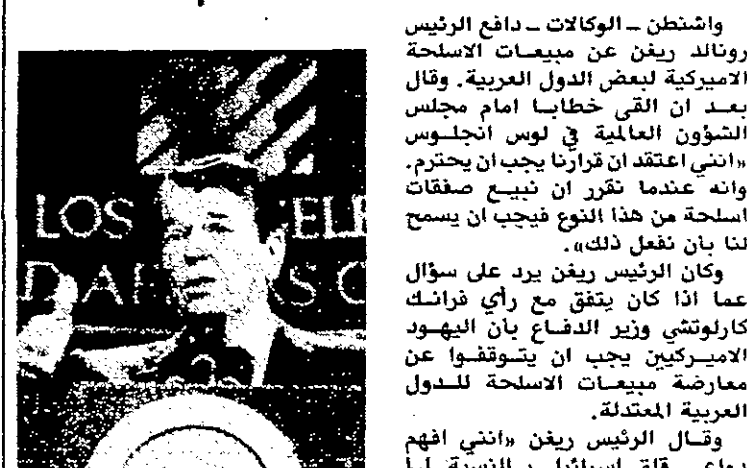 واشنطن ــ الوكالات ــ دافع الرئيس
رونالد ريغن عن مبيعات الاسلحة
الاميركية لبعض الدول العربية. وقال
بعد ان القى خطابا امام مجلس
الشؤون العالمية في لوس انجلوس
«انني اعتقد ان قرارنا يجب ان يحترم.
وانه عندما نقرر ان نبيع صفقات
اسلحة من هذا النوع فيجب ان يسمح
لنا بان نفعل ذلك».
وكان الرئيس ريغن يرد على سؤال
عما اذا كان يتفق مع رأي فرانك
كارلوتشي وزير الدفاع بان اليهود
الاميركيين يجب ان يتوقفوا عن
معارضة مبيعات الاسلحة للدول
العربية المعتدلة.
وقال الرئيس ريغن «انني افهم
LOS